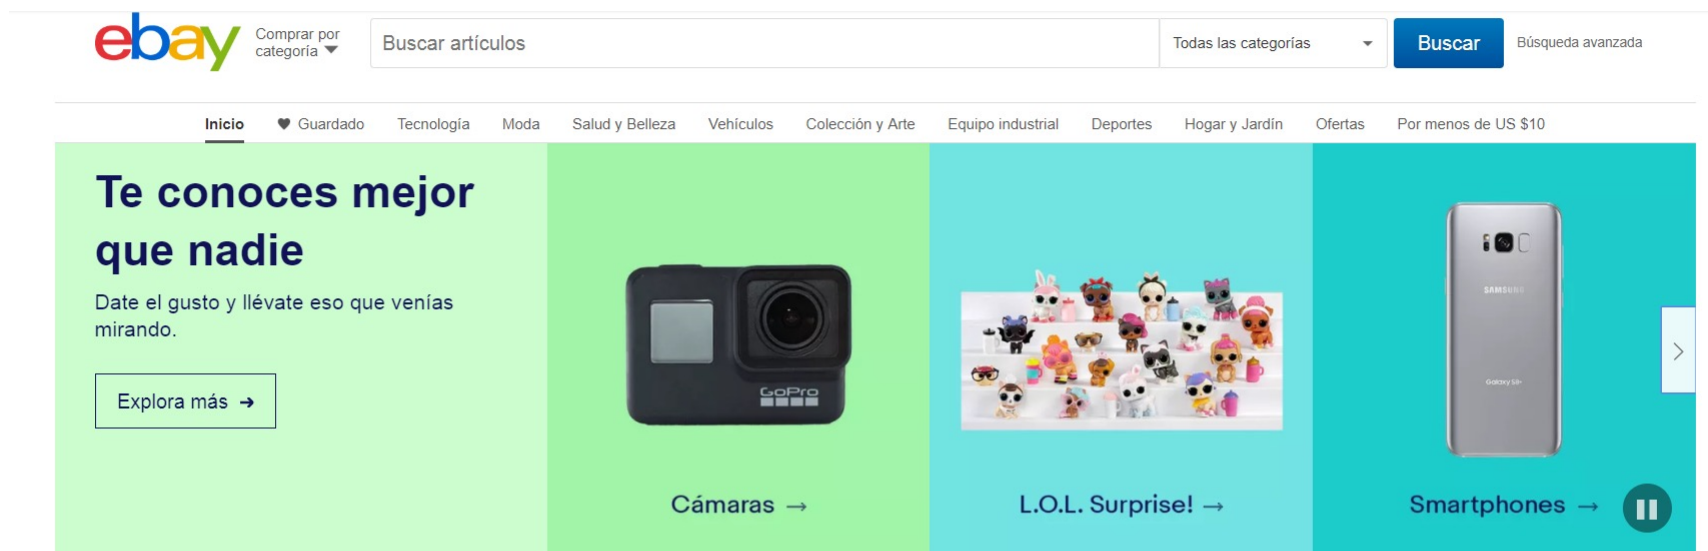 ebay
Comprar por
categoría
Buscar artículos
Todas las categorías
Buscar
Búsqueda avanzada
Inicio
Guardado
Tecnología
Moda
Salud y Belleza
Vehículos
Colección y Arte
Equipo industrial
Deportes
Hogar y Jardín
Ofertas
Por menos de US $10
Te conoces mejor
que nadie
Date el gusto y llévate eso que venías
mirando.
Explora más →
GoPro
Cámaras →
L.O.L. Surprise! →
SAMSUNG
Galaxy S8+
Smartphones →